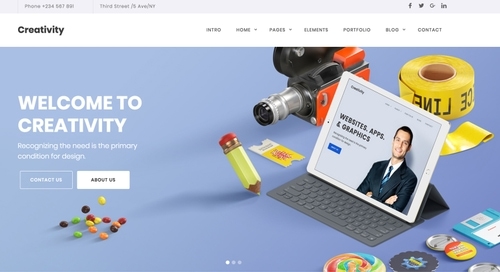 Phone +234 567 891
Third Street /5 Ave/NY
Creativity
INTRO
HOME
PAGES
ELEMENTS
PORTFOLIO
BLOG
CONTACT
WELCOME TO
CREATIVITY
Recognizing the need is the primary
condition for design.
CONTACT US
ABOUT US
Creativity
WEBSITES, APPS,
& GRAPHICS
CE LINE